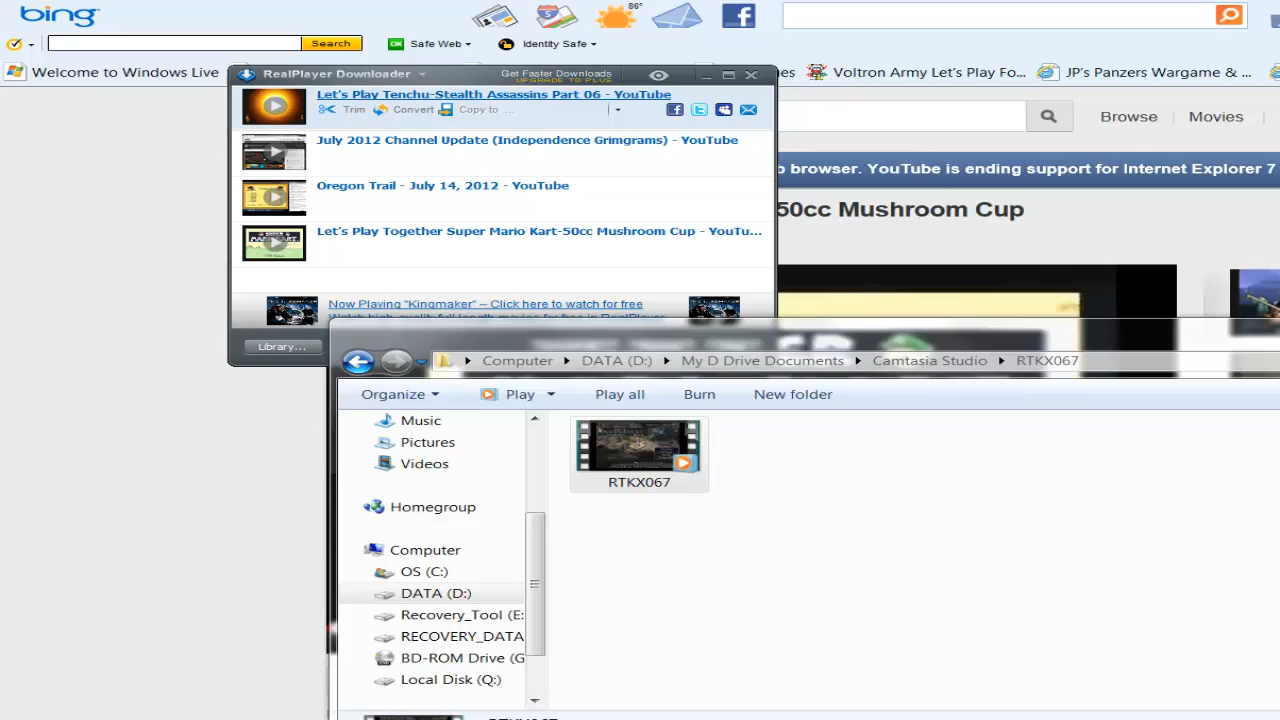 bing
86°
Search
OK Safe Web
Identity Safe
Welcome to Windows Live
Voltron Army Let's Play Fo...
JP's Panzers Wargame & ...
RealPlayer Downloader
Get Faster Downloads
UPGRADE TO PLUS
Let's Play Tenchu-Stealth Assassins Part 06 - YouTube
Trim
Convert
Copy to ...
July 2012 Channel Update (Independence Grimgrams) - YouTube
Oregon Trail - July 14, 2012 - YouTube
Let's Play Together Super Mario Kart-50cc Mushroom Cup - YouTu...
Now Playing "Kingmaker" – Click here to watch for free
Library...
Browse
Movies
browser. YouTube is ending support for Internet Explorer 7
50cc Mushroom Cup
Computer
DATA (D:)
My D Drive Documents
Camtasia Studio
RTKX067
Organize
Play
Play all
Burn
New folder
Music
Pictures
Videos
Homegroup
Computer
OS (C:)
DATA (D:)
Recovery_Tool (E:
RECOVERY_DATA
BD-ROM Drive (G
Local Disk (Q:)
RTKX067